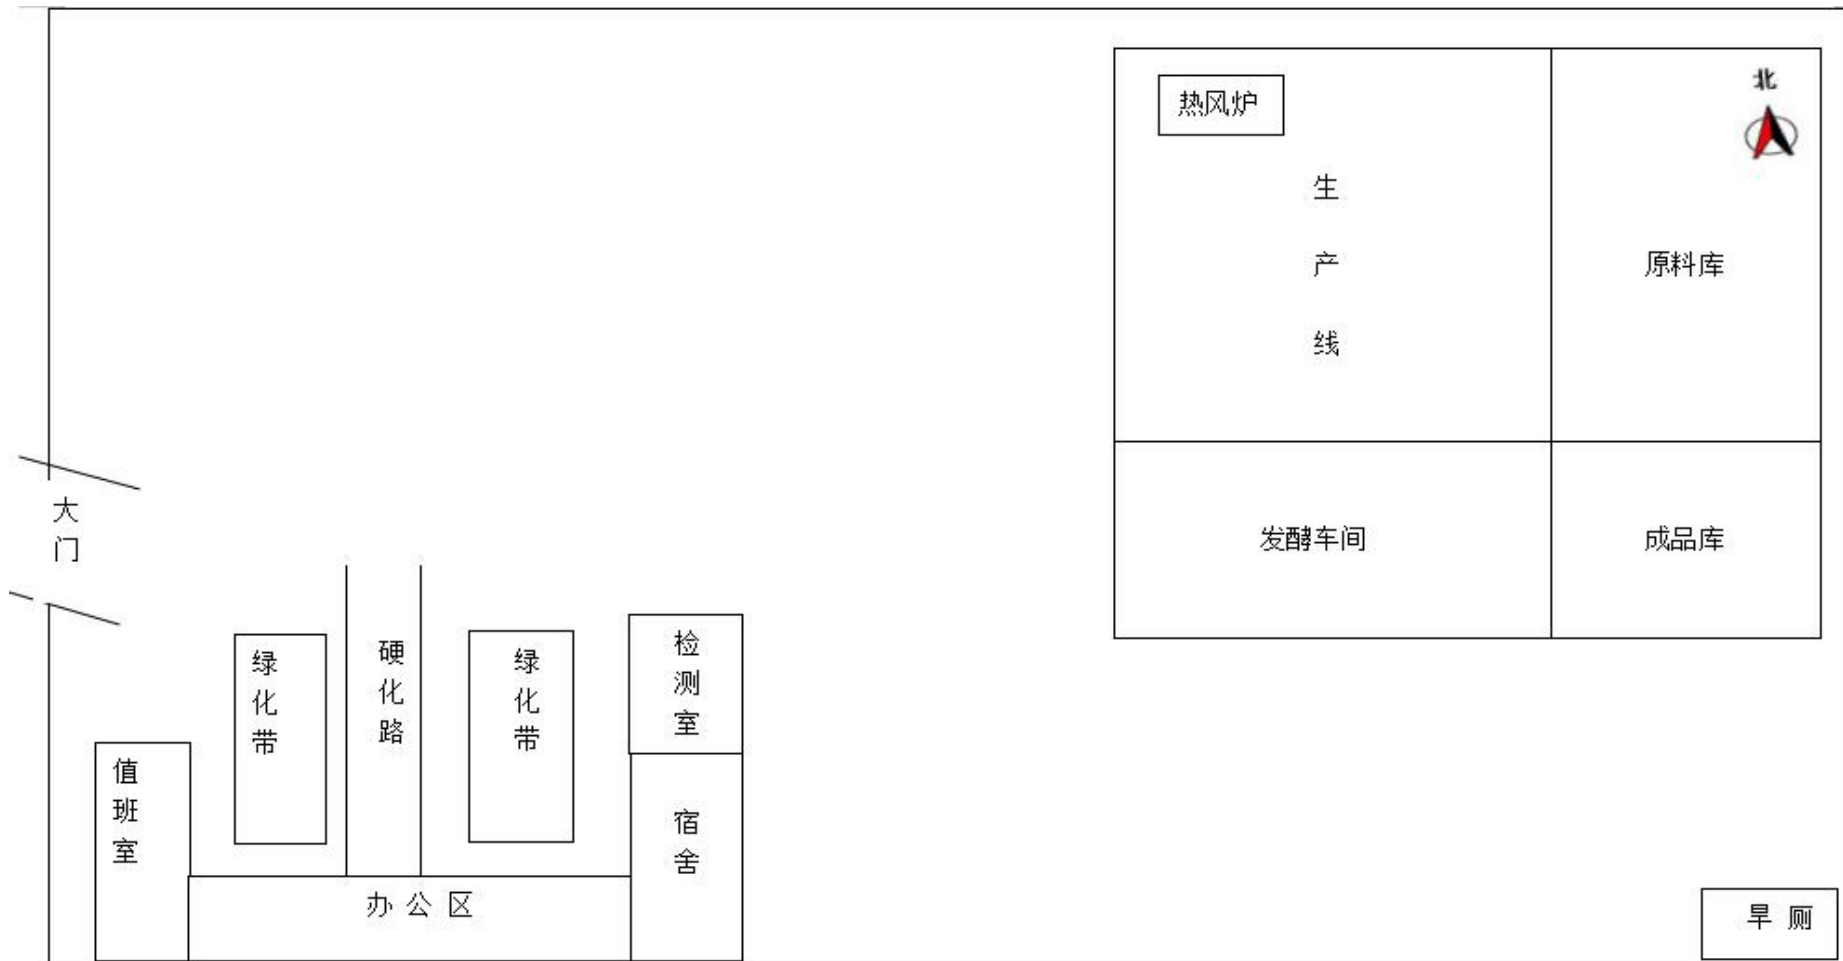 北
热风炉
生产线
原料库
大门
发酵车间
成品库
绿化带
硬化路
绿化带
检测室
值班室
宿舍
办公区
旱厕